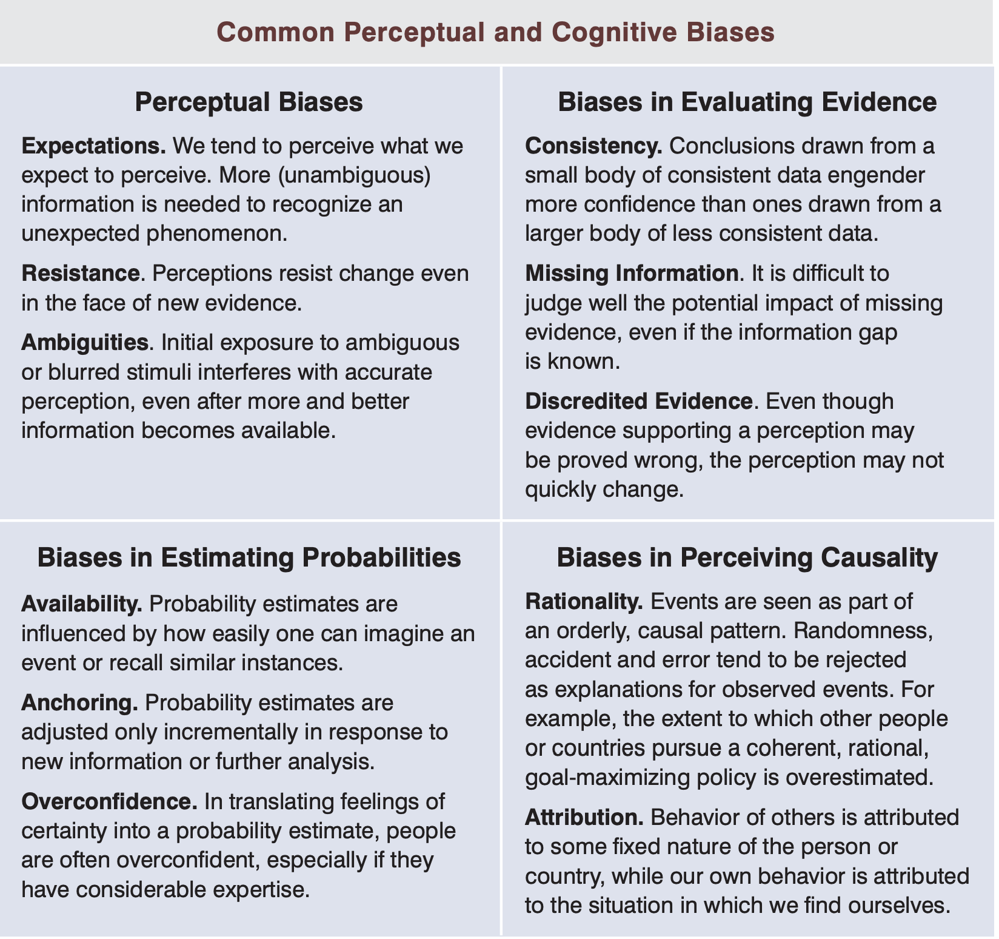 Common Perceptual and Cognitive Biases
Perceptual Biases
Expectations. We tend to perceive what we
expect to perceive. More (unambiguous)
information is needed to recognize an
unexpected phenomenon.
Resistance. Perceptions resist change even
in the face of new evidence.
Ambiguities. Initial exposure to ambiguous
or blurred stimuli interferes with accurate
perception, even after more and better
information becomes available.
Biases in Evaluating Evidence
Consistency. Conclusions drawn from a
small body of consistent data engender
more confidence than ones drawn from a
larger body of less consistent data.
Missing Information. It is difficult to
judge well the potential impact of missing
evidence, even if the information gap
is known.
Discredited Evidence. Even though
evidence supporting a perception may
be proved wrong, the perception may not
quickly change.
Biases in Estimating Probabilities
Availability. Probability estimates are
influenced by how easily one can imagine an
event or recall similar instances.
Anchoring. Probability estimates are
adjusted only incrementally in response to
new information or further analysis.
Overconfidence. In translating feelings of
certainty into a probability estimate, people
are often overconfident, especially if they
have considerable expertise.
Biases in Perceiving Causality
Rationality. Events are seen as part of
an orderly, causal pattern. Randomness,
accident and error tend to be rejected
as explanations for observed events. For
example, the extent to which other people
or countries pursue a coherent, rational,
goal-maximizing policy is overestimated.
Attribution. Behavior of others is attributed
to some fixed nature of the person or
country, while our own behavior is attributed
to the situation in which we find ourselves.